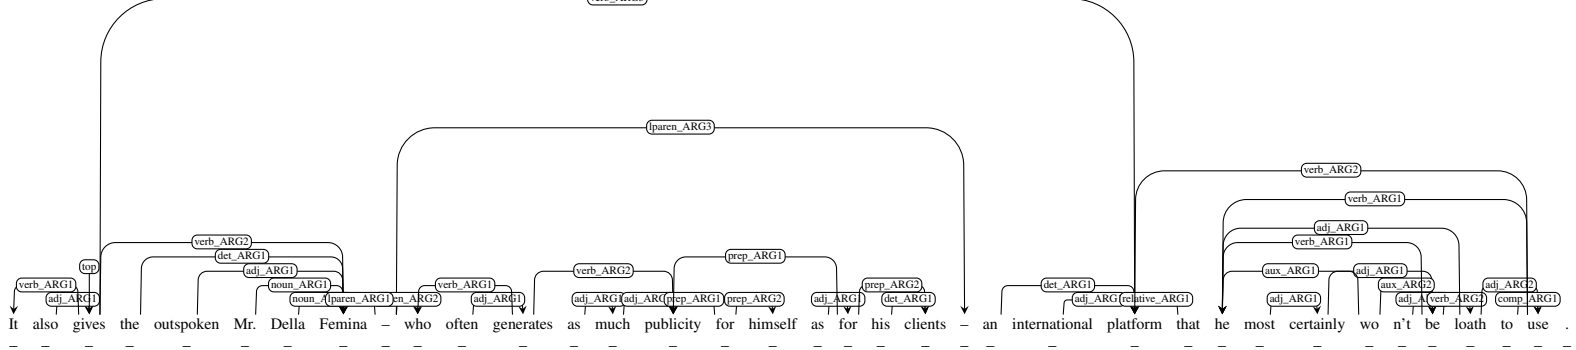 verb_ARG2
lparen_ARG3
verb_ARG2
verb_ARG1
adj_ARG1
verb_ARG2 verb_ARG1
det_ARG1 prep_ARG1
top adj_ARG1 verb_ARG2 aux_ARG1 adj_ARG1
verb_ARG1 noun_ARG1 verb_ARG1 prep_ARG2 det_ARG1 aux_ARG2 adj_ARG2
adj_ARG1 lparen_ARG1 adj_ARG1 adj_ARG1 prep_ARG1 prep_ARG2 adj_ARG1 det_ARG1 relative_ARG1 adj_ARG1 verb_ARG2 comp_ARG1
It also gives the outspoken Mr. Della Femina – who often generates as much publicity for himself as for his clients – an international platform that he most certainly wo n't be loath to use .